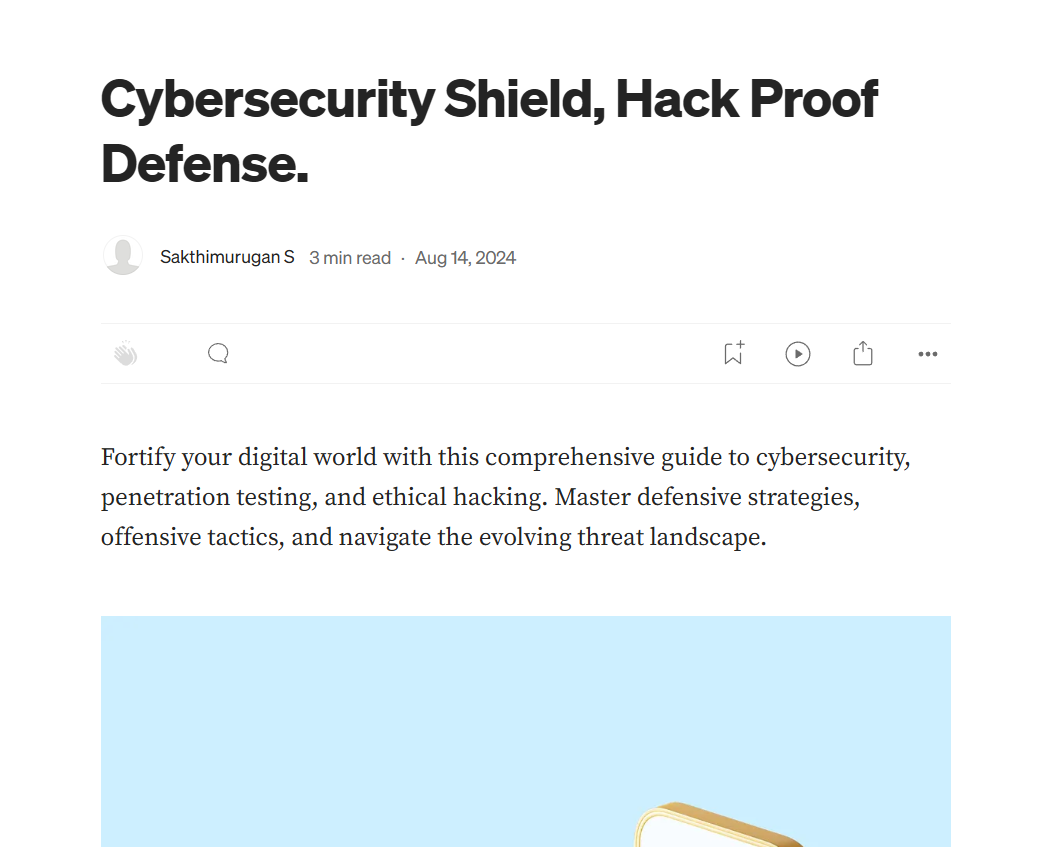 Cybersecurity Shield, Hack Proof
Defense.
Sakthimurugan S 3 min read · Aug 14, 2024
Fortify your digital world with this comprehensive guide to cybersecurity,
penetration testing, and ethical hacking. Master defensive strategies,
offensive tactics, and navigate the evolving threat landscape.